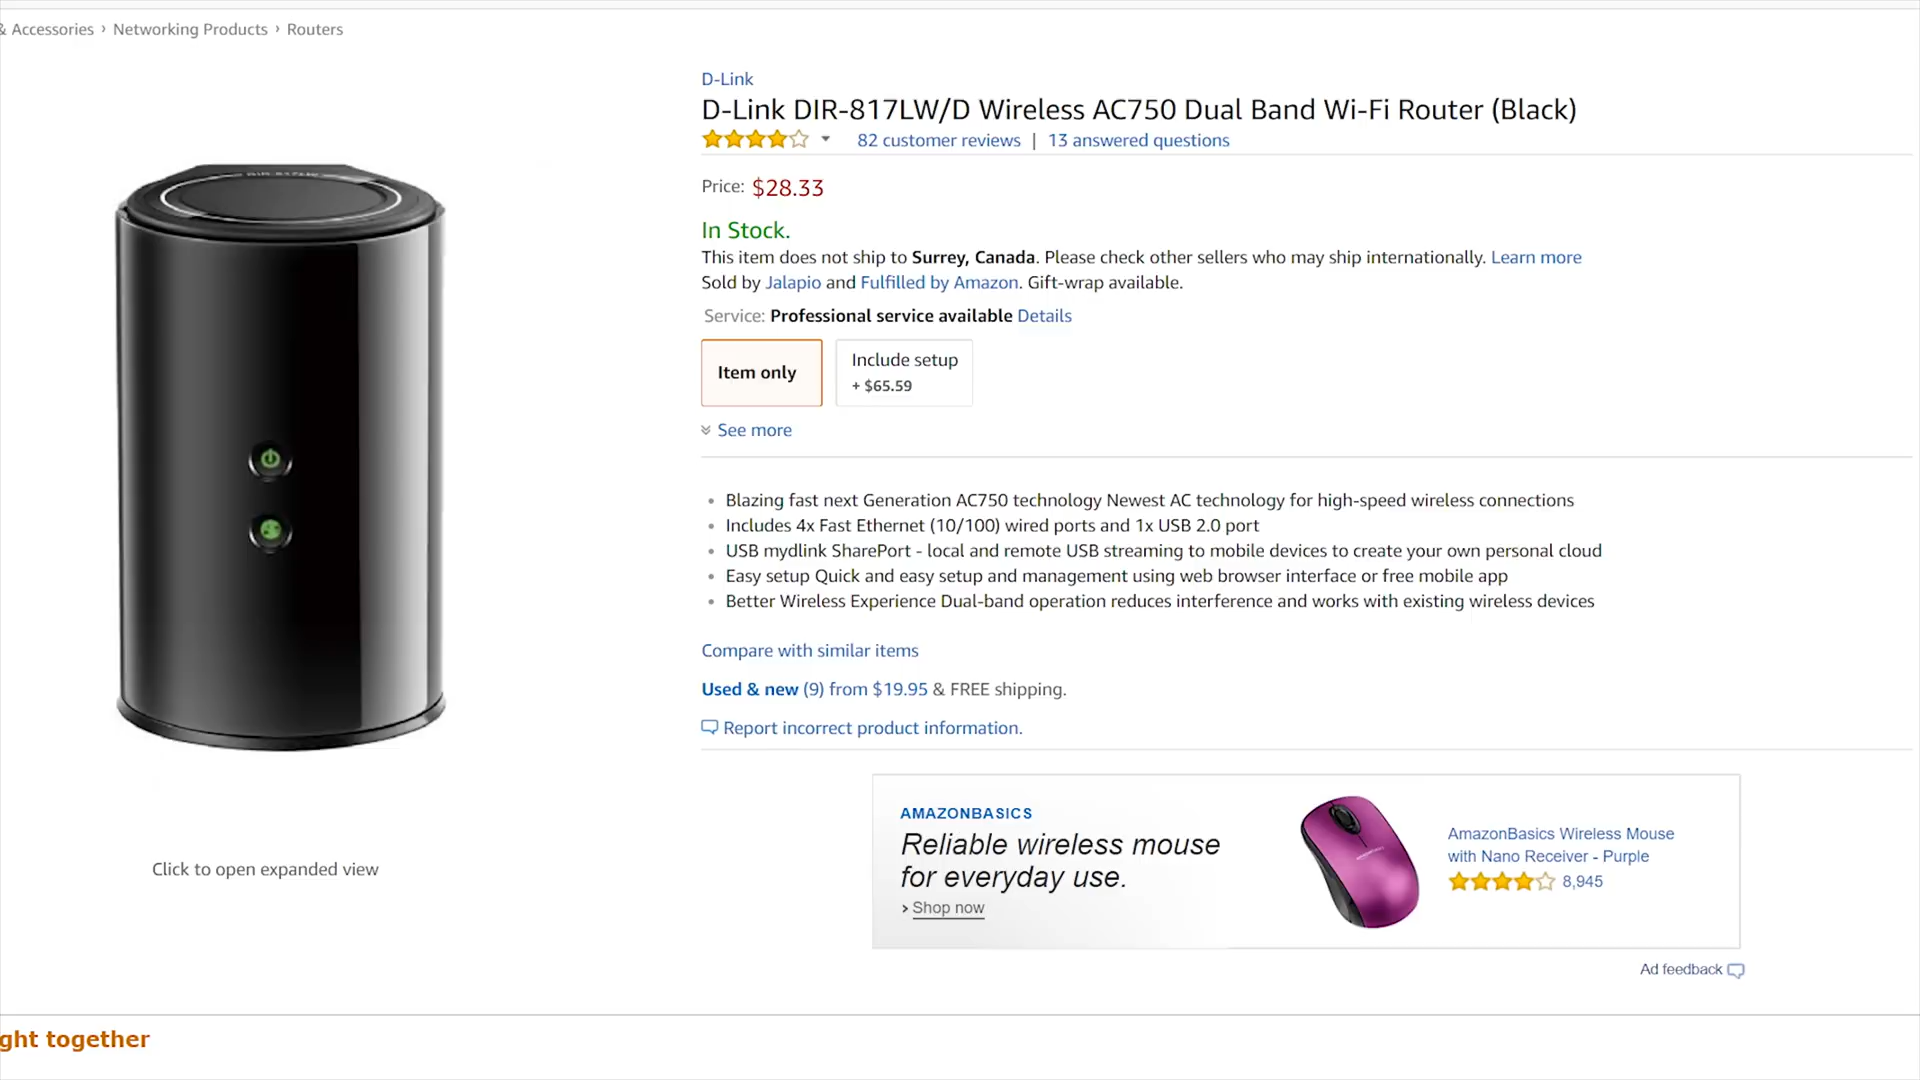 & Accessories › Networking Products › Routers
D-Link
D-Link DIR-817LW/D Wireless AC750 Dual Band Wi-Fi Router (Black)
82 customer reviews | 13 answered questions
Price: $28.33
In Stock.
This item does not ship to Surrey, Canada. Please check other sellers who may ship internationally. Learn more
Sold by Jalapio and Fulfilled by Amazon. Gift-wrap available.
Service: Professional service available Details
Item only
Include setup
+ $65.59
See more
• Blazing fast next Generation AC750 technology Newest AC technology for high-speed wireless connections
• Includes 4x Fast Ethernet (10/100) wired ports and 1x USB 2.0 port
• USB mydlink SharePort - local and remote USB streaming to mobile devices to create your own personal cloud
• Easy setup Quick and easy setup and management using web browser interface or free mobile app
• Better Wireless Experience Dual-band operation reduces interference and works with existing wireless devices
Compare with similar items
Used & new (9) from $19.95 & FREE shipping.
Report incorrect product information.
Click to open expanded view
AMAZONBASICS
Reliable wireless mouse
for everyday use.
› Shop now
AmazonBasics Wireless Mouse
with Nano Receiver - Purple
8,945
Ad feedback
ght together